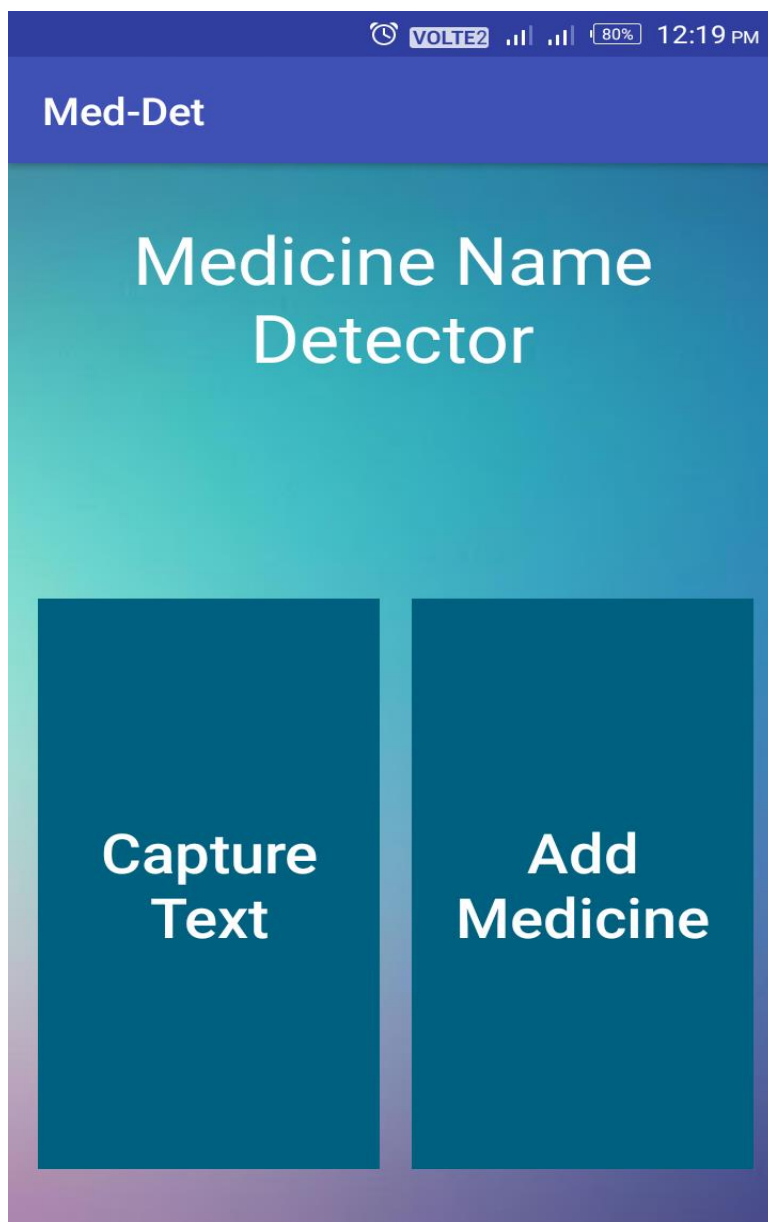 VOLTE2 80% 12:19 PM
Med-Det
Medicine Name
Detector
Capture
Text
Add
Medicine